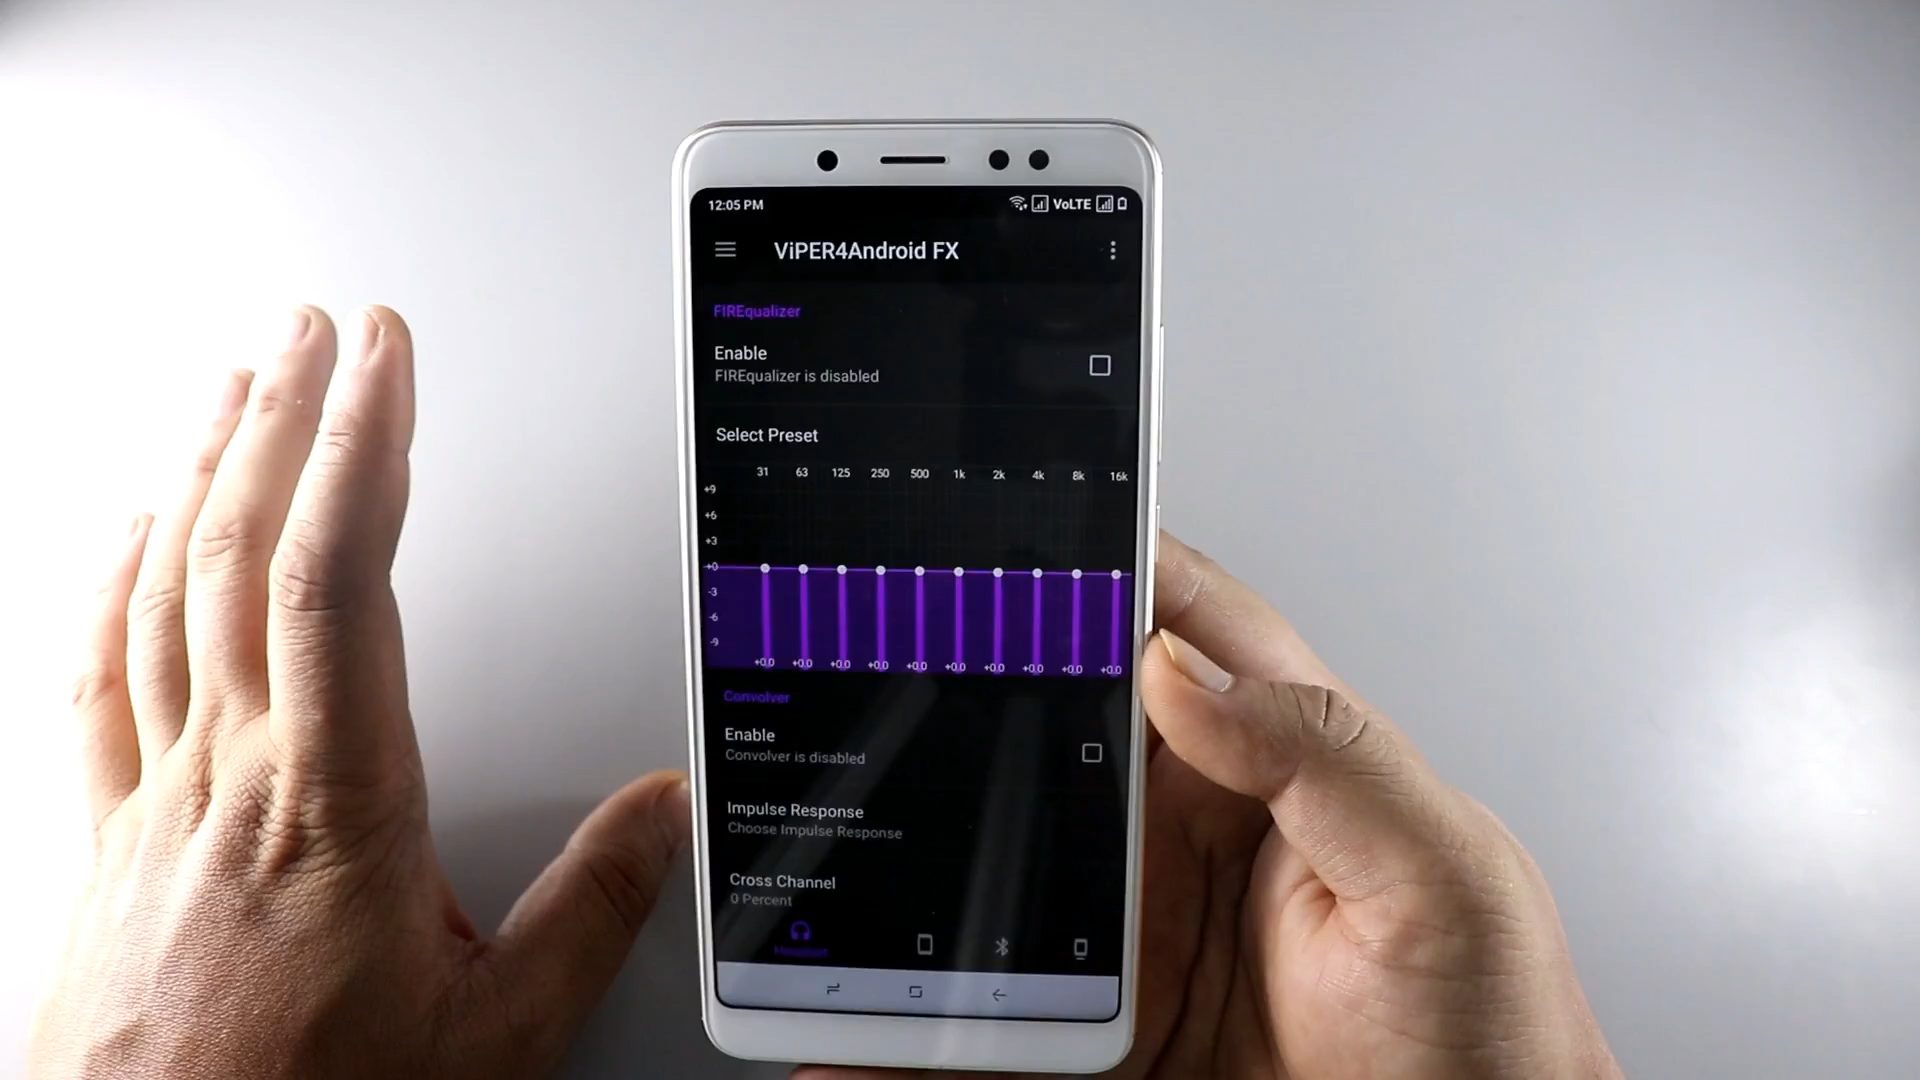 12:05 PM VoLTE
ViPER4Android FX
FIREqualizer
Enable
FIREqualizer is disabled
Select Preset
31 63 125 250 500 1k 2k 4k 8k 16k
+9
+6
+3
+0
-3
-6
-9
+0.0 +0.0 +0.0 +0.0 +0.0 +0.0 +0.0 +0.0 +0.0 +0.0
Convolver
Enable
Convolver is disabled
Impulse Response
Choose Impulse Response
Cross Channel
0 Percent
Headset